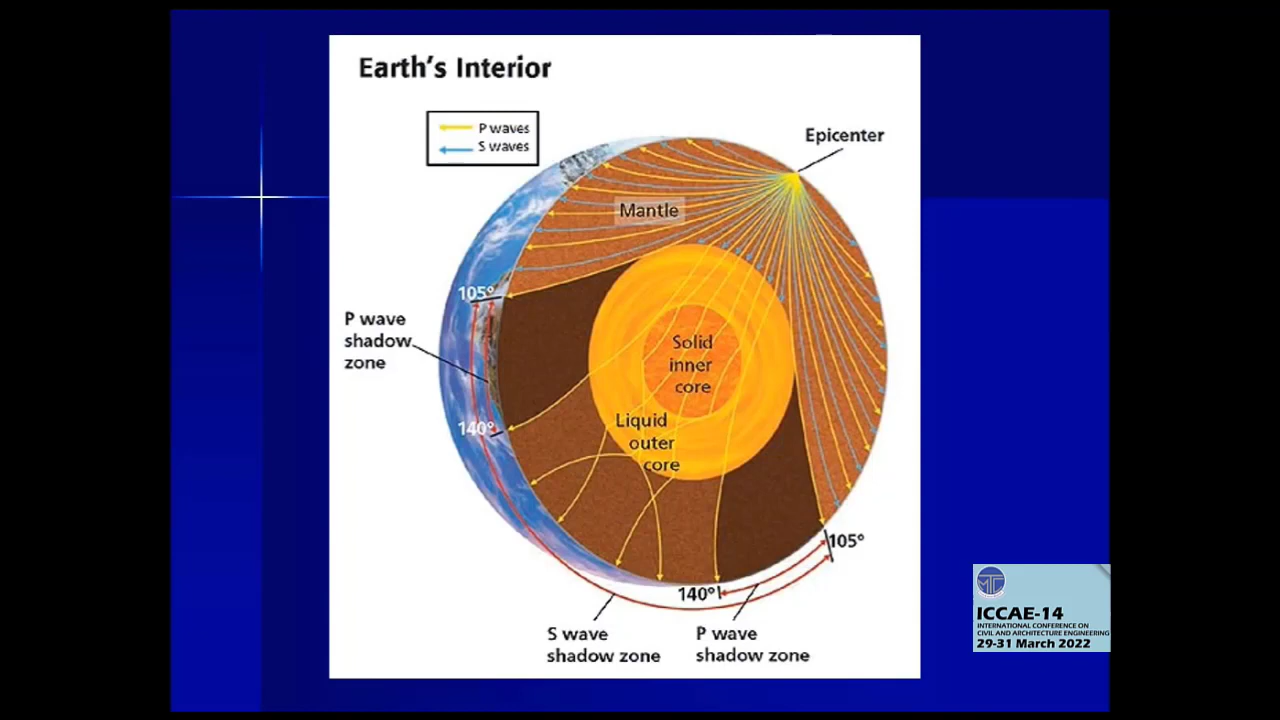 Earth's Interior
P waves
S waves
Epicenter
Mantle
105°
P wave
shadow
zone
Solid
inner
core
140°
Liquid
outer
core
105°
140°
S wave
shadow zone
P wave
shadow zone
MTC
ICCAE-14
INTERNATIONAL CONFERENCE ON
CIVIL AND ARCHITECTURE ENGINEERING
29-31 March 2022